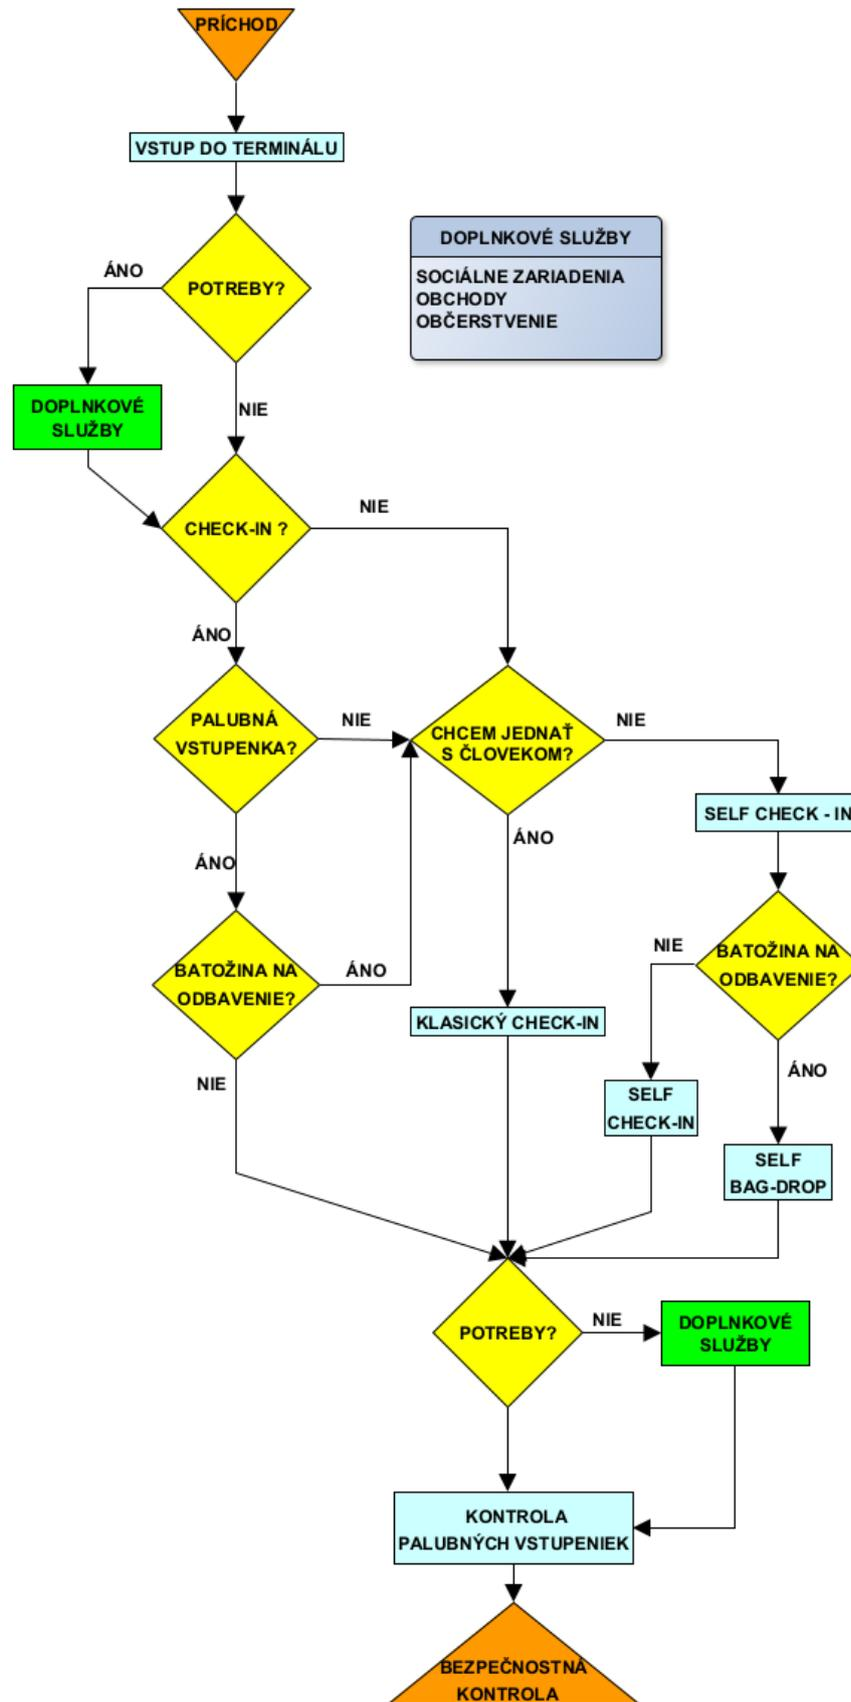 PRÍCHOD
VSTUP DO TERMINÁLU
DOPLNKOVÉ SLUŽBY
SOCIÁLNE ZARIADENIA
OBCHODY
OBČERSTVENIE
ÁNO
POTREBY?
DOPLNKOVÉ
SLUŽBY
NIE
CHECK-IN ?
NIE
ÁNO
PALUBNÁ
VSTUPENKA?
NIE
CHCEM JEDNAŤ
S ČLOVEKOM?
NIE
SELF CHECK - IN
ÁNO
ÁNO
BATOŽINA NA
ODBAVENIE?
ÁNO
NIE
BATOŽINA NA
ODBAVENIE?
KLASICKÝ CHECK-IN
NIE
ÁNO
SELF
CHECK-IN
SELF
BAG-DROP
POTREBY?
NIE
DOPLNKOVÉ
SLUŽBY
KONTROLA
PALUBNÝCH VSTUPENIEK
BEZPEČNOSTNÁ
KONTROLA